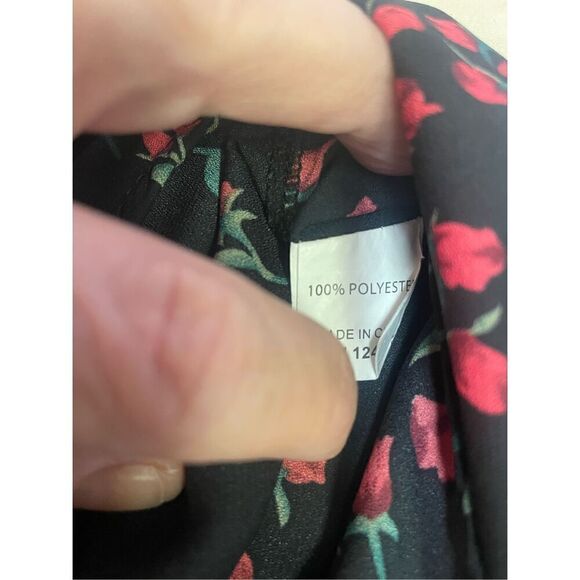 100% POLYESTE
ADE IN C
124